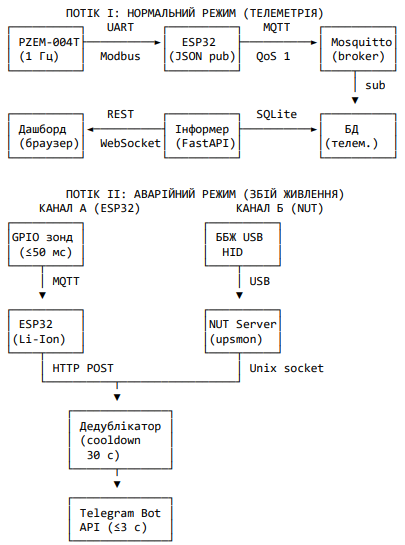 ПОТІК I: НОРМАЛЬНИЙ РЕЖИМ (ТЕЛЕМЕТРІЯ)
UART MQTT
PZEM-004T ESP32 Mosquitto
(1 Гц) Modbus (JSON pub) QoS 1 (broker)
sub
REST SQLite
Дашборд Інформер БД
(браузер) WebSocket (FastAPI) (телем.)
ПОТІК II: АВАРІЙНИЙ РЕЖИМ (ЗБІЙ ЖИВЛЕННЯ)
КАНАЛ А (ESP32) КАНАЛ Б (NUT)
GPIO зонд ББЖ USB
(≤50 мс) HID
MQTT USB
ESP32 NUT Server
(Li-Ion) (upsmon)
HTTP POST Unix socket
Дедублікатор
(cooldown
30 с)
Telegram Bot
API (≤3 с)